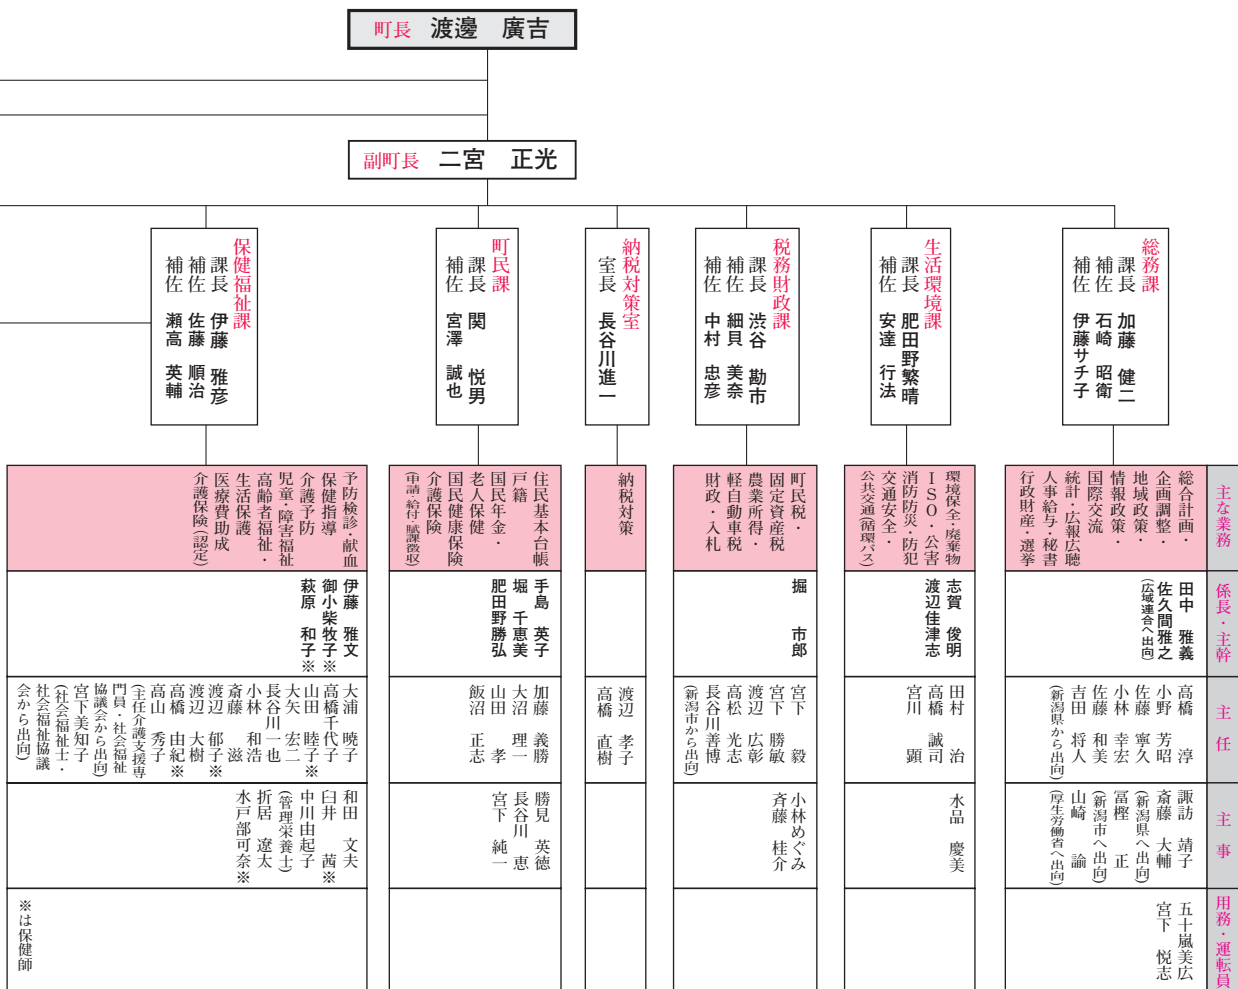 町長 渡邊 廣吉
副町長 二宮 正光
総務課
課長 加藤 健二
補佐 石崎 昭衛
補佐 伊藤サチ子
生活環境課
課長 肥田野繁晴
補佐 安達 行法
税務財政課
課長 渋谷 勘市
補佐 細貝 美奈
補佐 中村 忠彦
納税対策室
室長 長谷川進一
町民課
課長 関 悦男
補佐 宮澤 誠也
保健福祉課
課長 伊藤 雅彦
補佐 佐藤 順治
補佐 瀬高 英輔
主な業務
総合計画・
企画調整・
地域政策・
情報政策・
国際交流
統計・広報広聴
人事給与・秘書
行政財産・選挙
環境保全・廃棄物
ISO・公害
消防防災・防犯
交通安全・
公共交通(循環バス)
町民税・
固定資産税
農業所得・
軽自動車税
財政・入札
納税対策
住民基本台帳
戸籍
国民年金・
老人保健
国民健康保険
介護保険
(申請・給付・賦課徴収)
予防検診・献血
保健指導
介護予防
児童・障害福祉
高齢者福祉・
生活保護
医療費助成
介護保険(認定)
係長・主幹
田中 雅義
佐久間雅之
(広域連合へ出向)
志賀 俊明
渡辺佳津志
掘 市郎
手島 英子
堀 千恵美
肥田野勝弘
伊藤 雅文
御小柴牧子※
萩原 和子※
主任
高橋 淳
小野 芳昭
佐藤 寧久
小林 幸宏
佐藤 和美
吉田 将人
(新潟県から出向)
田村 治
高橋 誠司
宮川 顕
宮下 毅
宮下 勝敏
渡辺 広彰
高松 光志
長谷川善博
(新潟市から出向)
渡辺 孝子
高橋 直樹
加藤 義勝
大沼 理一
山田 孝
飯沼 正志
大浦 暁子
高橋千代子
山田 睦子※
大矢 宏二
長谷川一也
小林 和浩
斎藤 滋
渡辺 郁子※
渡辺 大樹
高橋 由紀※
高山 秀子
(主任介護支援専
門員・社会福祉
協議会から出向)
宮下美知子
(社会福祉士・
社会福祉協議
会から出向)
主事
諏訪 靖子
斎藤 大輔
(新潟県へ出向)
冨樫 正
(新潟市へ出向)
山崎 諭
(厚生労働省へ出向)
水品 慶美
小林めぐみ
斉藤 桂介
勝見 英徳
長谷川 恵
宮下 純一
和田 文夫
臼井 茜※
中川由起子
(管理栄養士)
折居 遼太
水戸部可奈※
用務・運転員
五十嵐美広
宮下 悦志
※は保健師